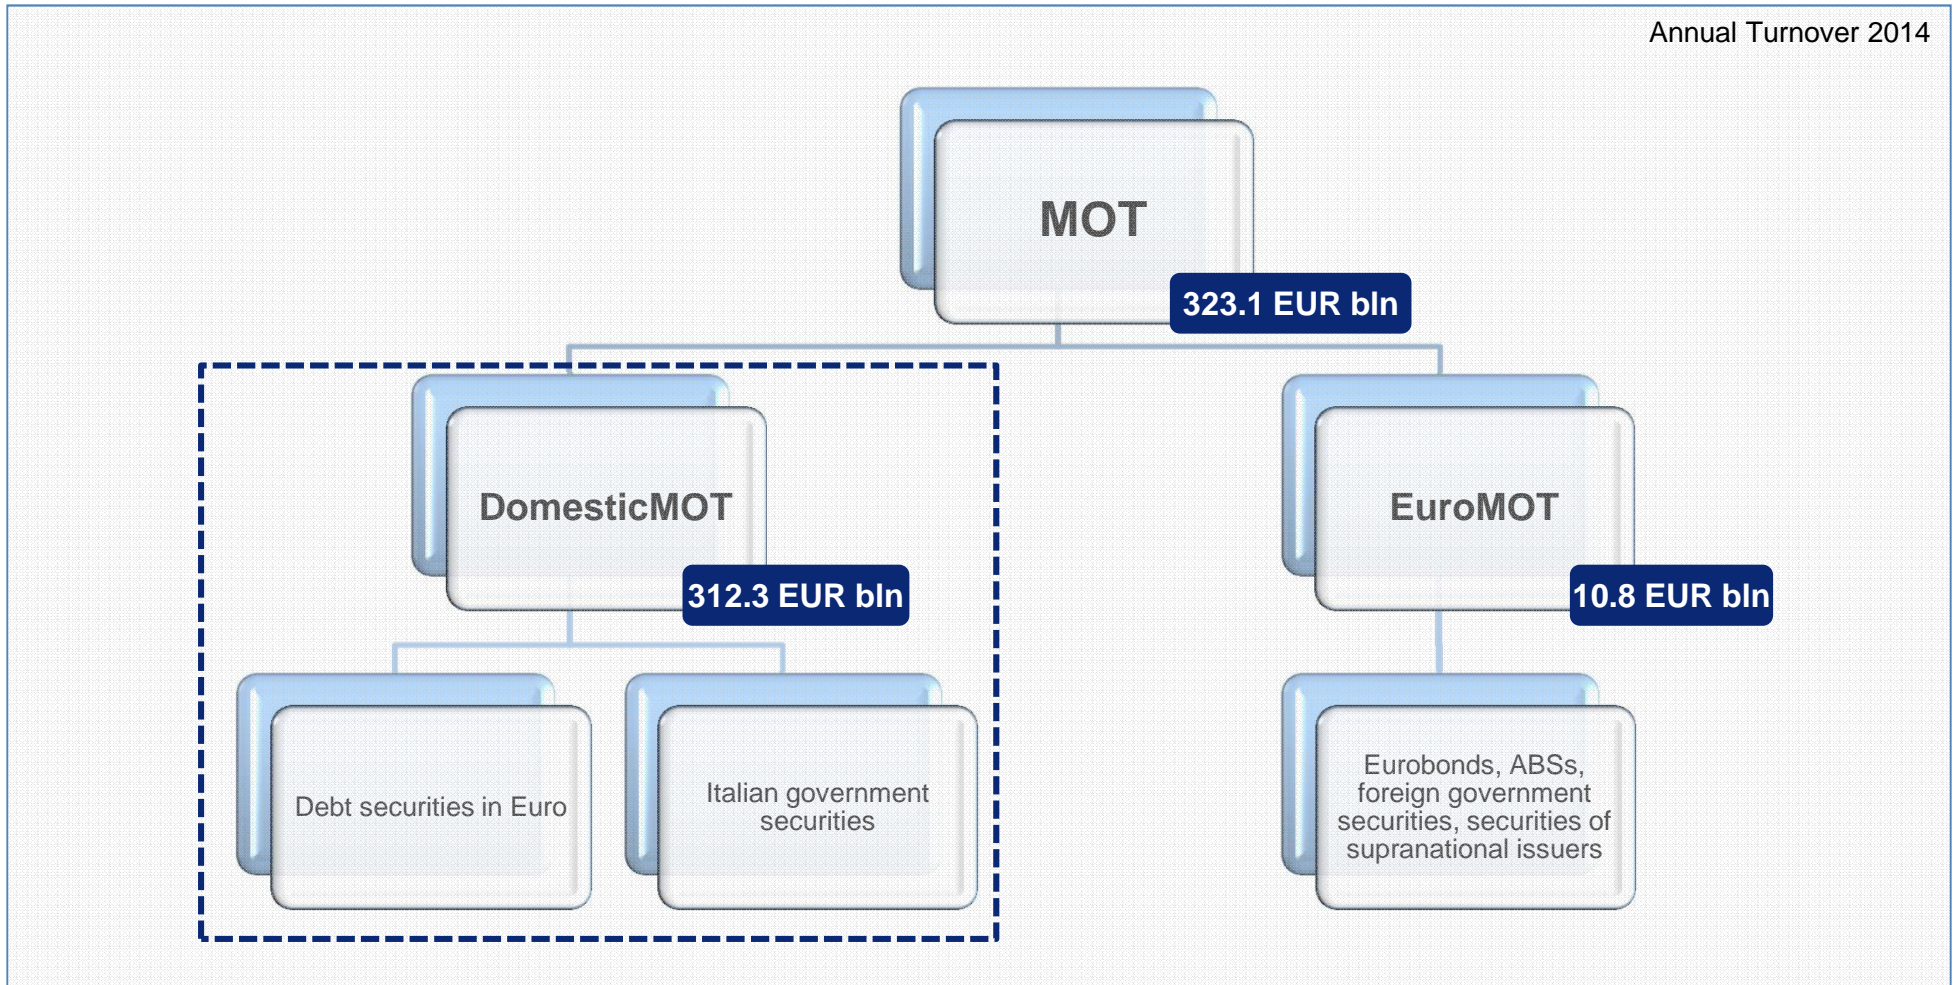 Annual Turnover 2014
MOT
323.1 EUR bln
DomesticMOT
312.3 EUR bln
EuroMOT
10.8 EUR bln
Debt securities in Euro
Italian government
securities
Eurobonds, ABSs,
foreign government
securities, securities of
supranational issuers